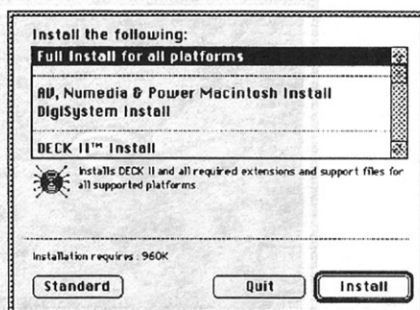 Install the following:
Full Install for all platforms
AV, Numedia & Power Macintosh Install
DigiSystem Install
DECK II™ Install
Installs DECK II and all required extensions and support files for
all supported platforms
Installation requires : 960K
Standard
Quit
Install